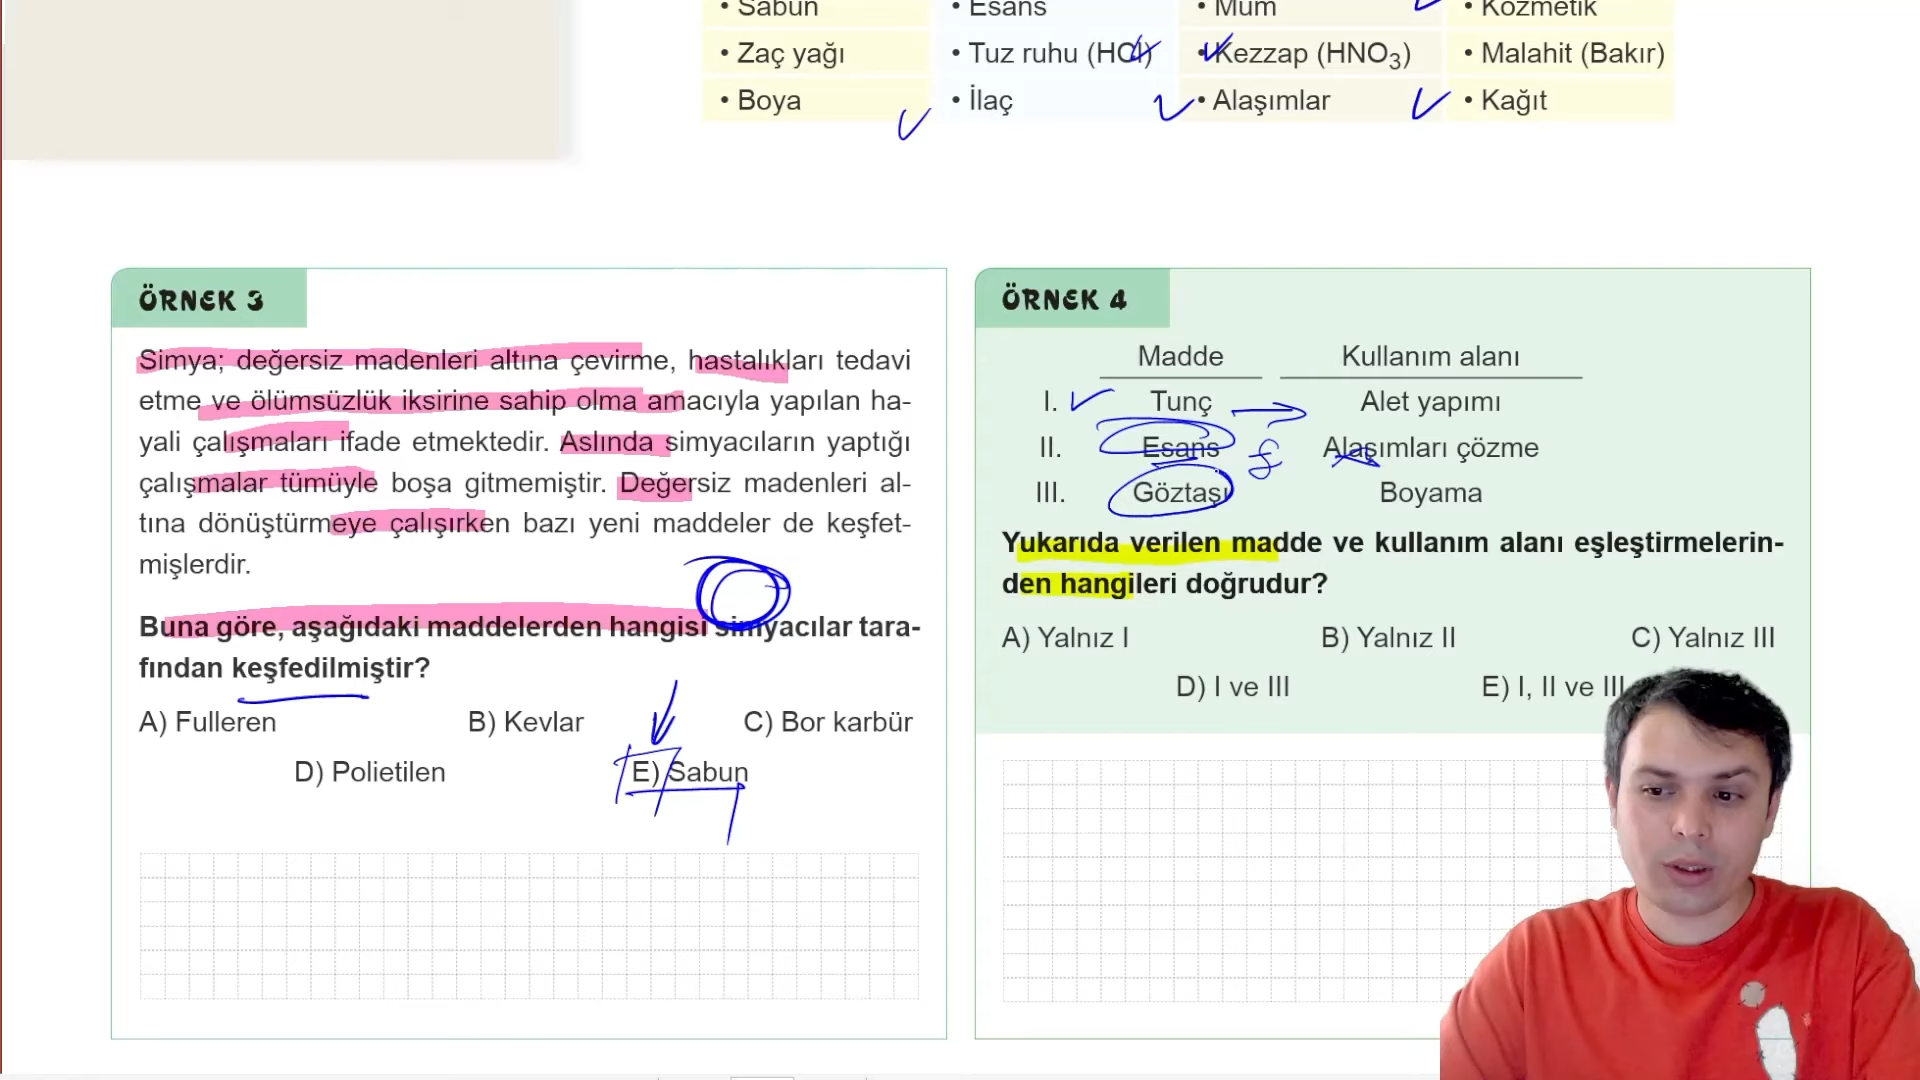 • Sabun • Esans • Mum • Kozmetik
• Zaç yağı • Tuz ruhu (HCl) • Kezzap (HNO₃) • Malahit (Bakır)
• Boya • İlaç • Alaşımlar • Kağıt
ÖRNEK 3
Simya; değersiz madenleri altına çevirme, hastalıkları tedavi
etme ve ölümsüzlük iksirine sahip olma amacıyla yapılan ha-
yali çalışmaları ifade etmektedir. Aslında simyacıların yaptığı
çalışmalar tümüyle boşa gitmemiştir. Değersiz madenleri al-
tına dönüştürmeye çalışırken bazı yeni maddeler de keşfet-
mişlerdir.
Buna göre, aşağıdaki maddelerden hangisi simyacılar tara-
fından keşfedilmiştir?
A) Fulleren B) Kevlar C) Bor karbür
D) Polietilen E) Sabun
ÖRNEK 4
Madde Kullanım alanı
I. Tunç Alet yapımı
II. Esans Alaşımları çözme
III. Göztaşı Boyama
Yukarıda verilen madde ve kullanım alanı eşleştirmelerin-
den hangileri doğrudur?
A) Yalnız I B) Yalnız II C) Yalnız III
D) I ve III E) I, II ve III